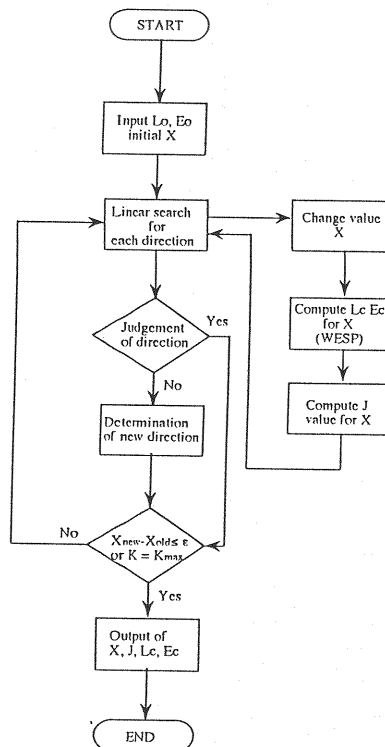 START
Input Lo, Eo
initial X
Linear search
for
each direction
Change value
X
Judgement
of direction
Yes
Compute Lc Ec
for X
(WESP)
No
Determination
of new direction
Compute J
value for X
No
Xnew-Xold≤ ε
or K = Kmax
Yes
Output of
X, J, Lc, Ec
END